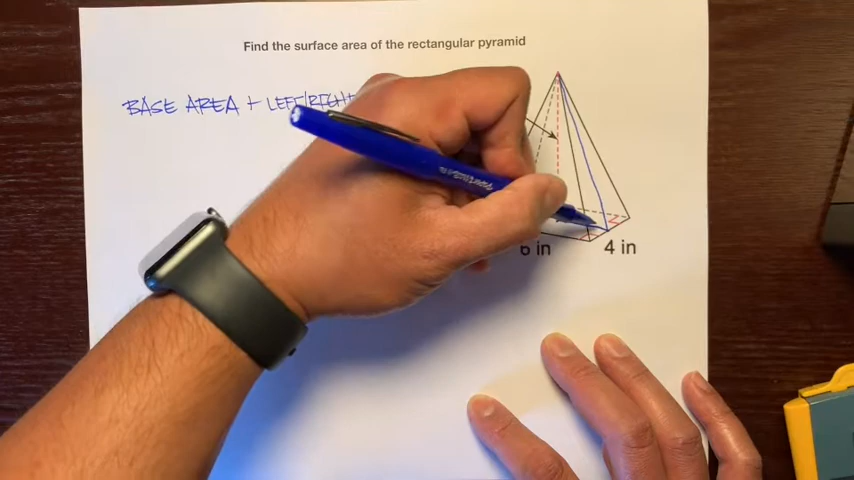 Find the surface area of the rectangular pyramid
BASE AREA + LEFT/RIGHT
6 in
4 in